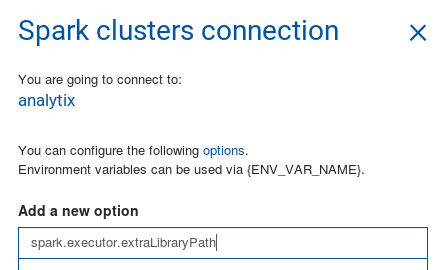 Spark clusters connection
You are going to connect to:
analytix
You can configure the following options.
Environment variables can be used via {ENV_VAR_NAME}.
Add a new option
spark.executor.extraLibraryPath